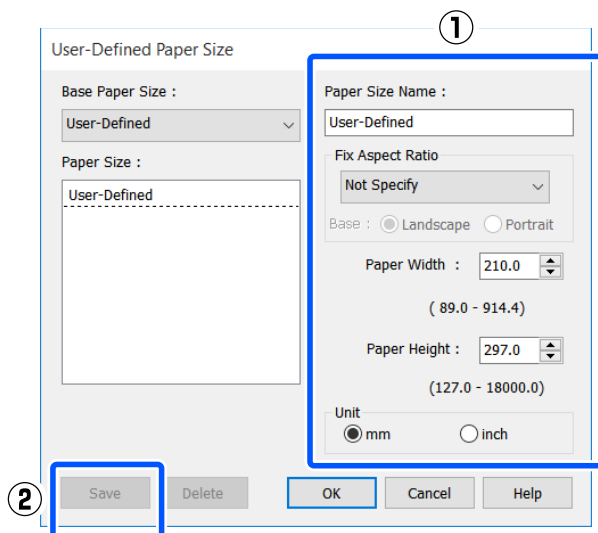 ①
User-Defined Paper Size
Base Paper Size :
User-Defined
Paper Size :
User-Defined
Paper Size Name :
User-Defined
Fix Aspect Ratio
Not Specify
Base : Landscape Portrait
Paper Width : 210.0
( 89.0 - 914.4)
Paper Height : 297.0
(127.0 - 18000.0)
Unit
mm inch
②
Save Delete OK Cancel Help